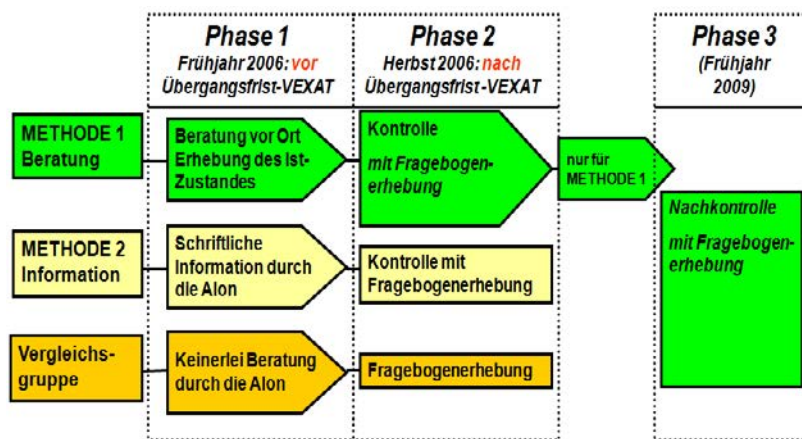 Phase 1
Frühjahr 2006: vor
Übergangsfrist-VEXAT
Phase 2
Herbst 2006: nach
Übergangsfrist -VEXAT
Phase 3
(Frühjahr
2009)
METHODE 1
Beratung
Beratung vor Ort
Erhebung des Ist-
Zustandes
Kontrolle
mit Fragebogen-
erhebung
nur für
METHODE 1
Nachkontrolle
mit Fragebogen-
erhebung
METHODE 2
Information
Schriftliche
Information durch
die AIon
Kontrolle mit
Fragebogenerhebung
Vergleichs-
gruppe
Keinerlei Beratung
durch die AIon
Fragebogenerhebung